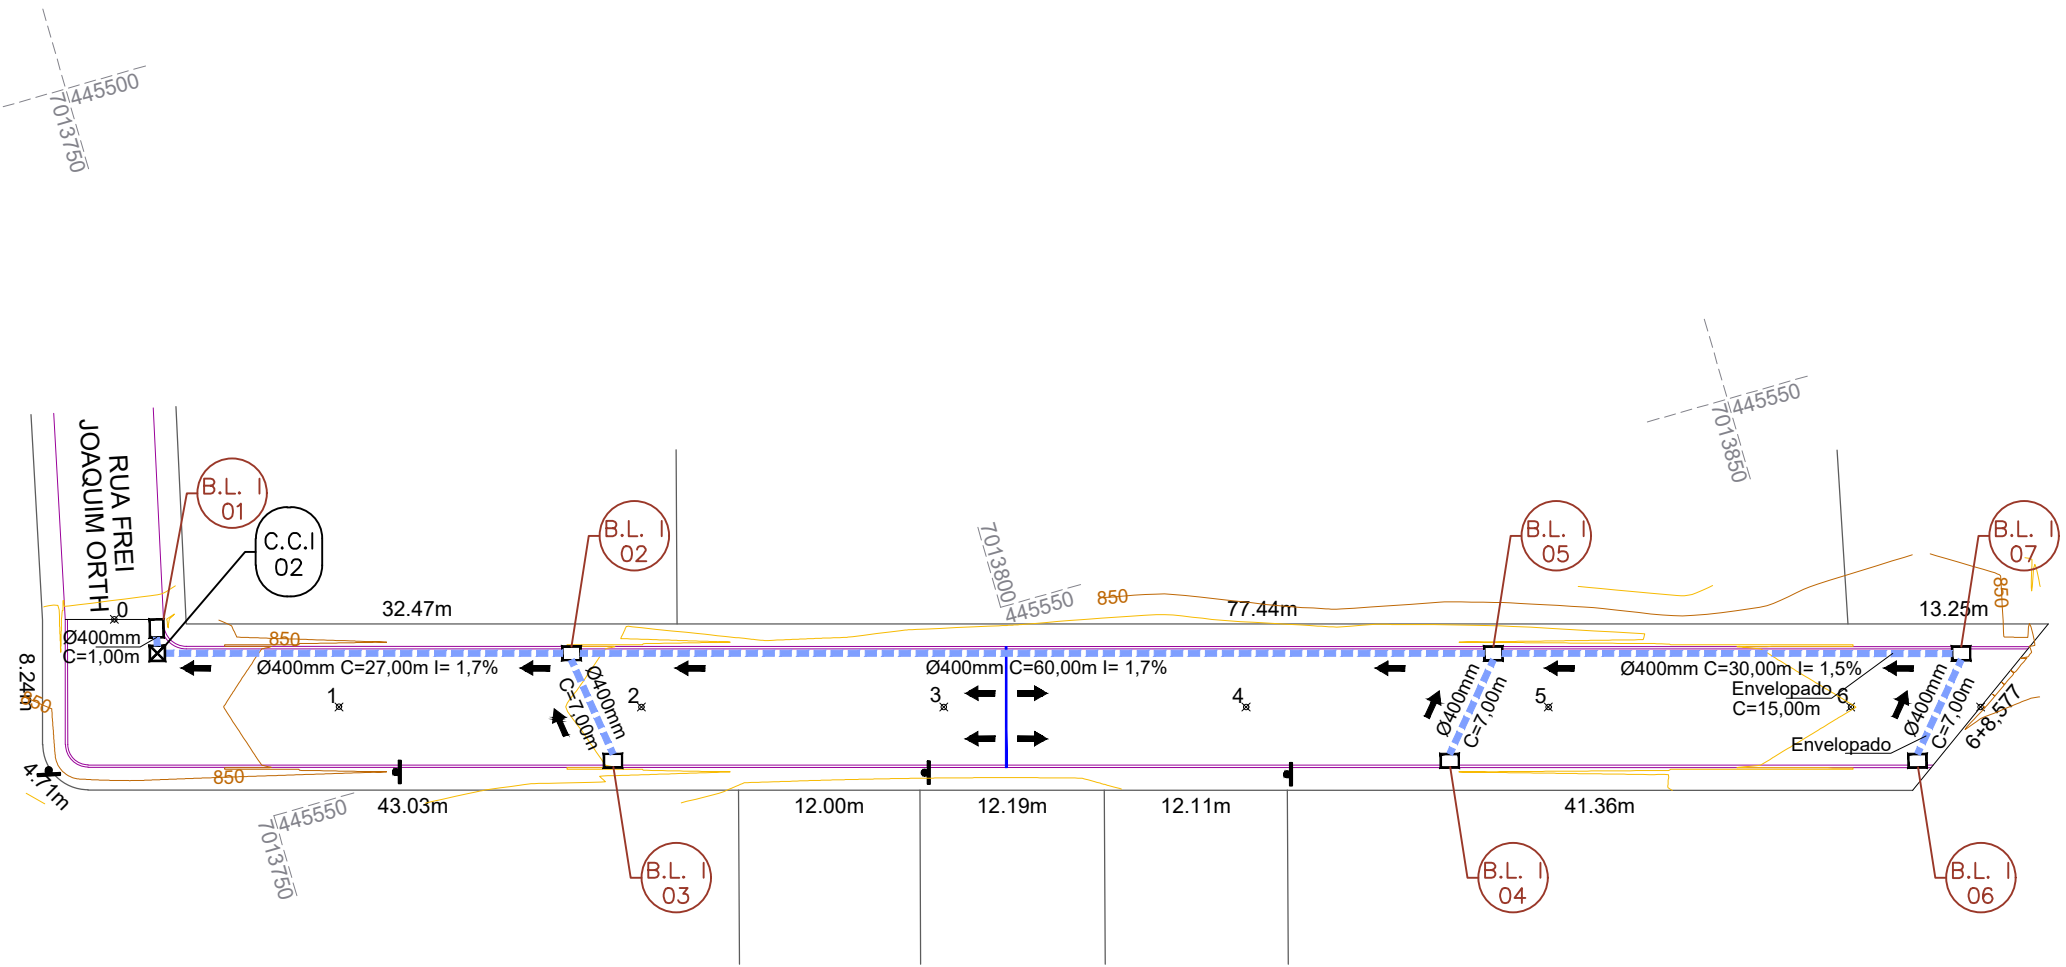 445500
7013750
445550
7013850
RUA FREI
JOAQUIM ORTH
B.L. I
01
C.C.I
02
B.L. I
02
B.L. I
05
B.L. I
07
7013800
445550
850
850
0
32.47m
77.44m
13.25m
Ø400mm
C=1,00m
850
Ø400mm C=27,00m I= 1,7%
Ø400mm C=60,00m I= 1,7%
Ø400mm C=30,00m I= 1,5%
8.24m
850
1
2
3
4
5
6
Ø400mm
C=7,00m
Ø400mm
C=7,00m
Envelopado
C=15,00m
Ø400mm
C=7,00m
Envelopado
6+8,577
4.71m
850
43.03m
12.00m
12.19m
12.11m
41.36m
445550
7013750
B.L. I
03
B.L. I
04
B.L. I
06